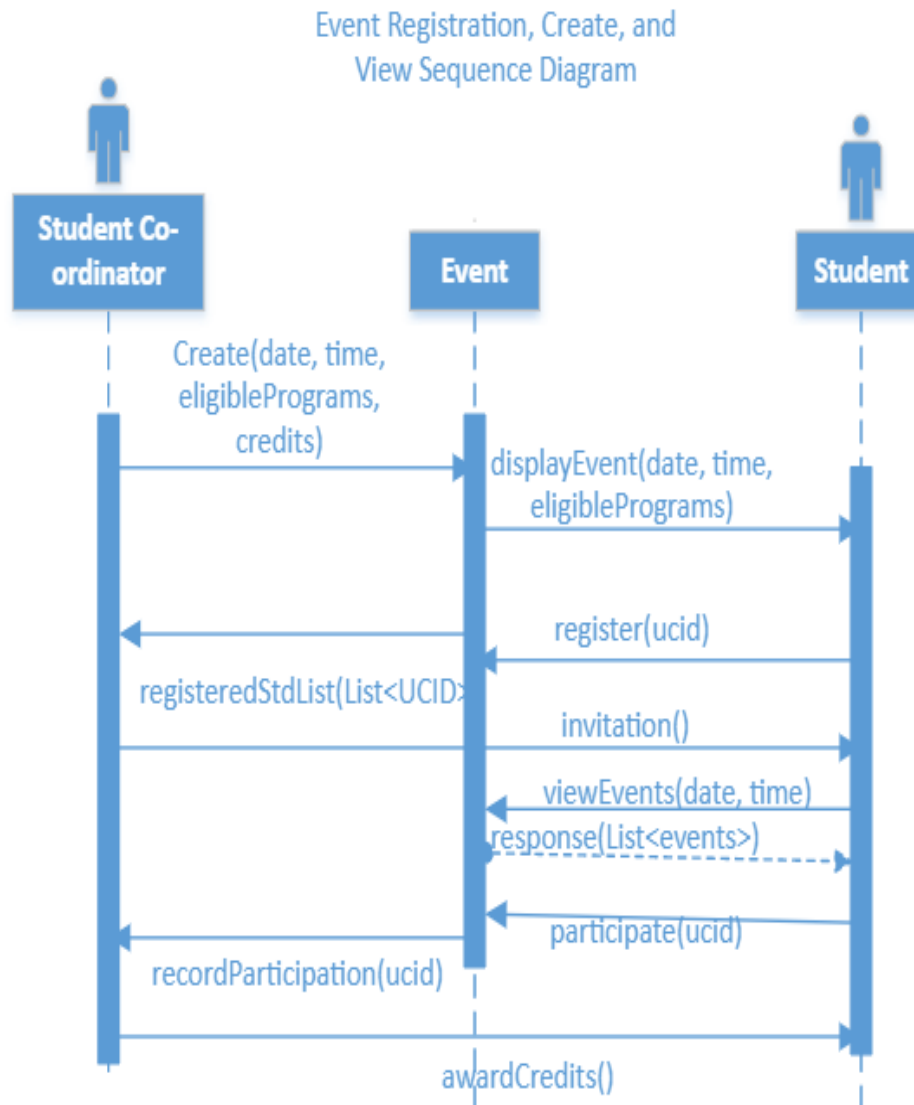 Event Registration, Create, and
View Sequence Diagram
Student Co-
ordinator
Event
Student
Create(date, time,
eligiblePrograms,
credits)
displayEvent(date, time,
eligiblePrograms)
register(ucid)
registeredStdList(List<UCID>
invitation()
viewEvents(date, time)
response(List<events>)
participate(ucid)
recordParticipation(ucid)
awardCredits()